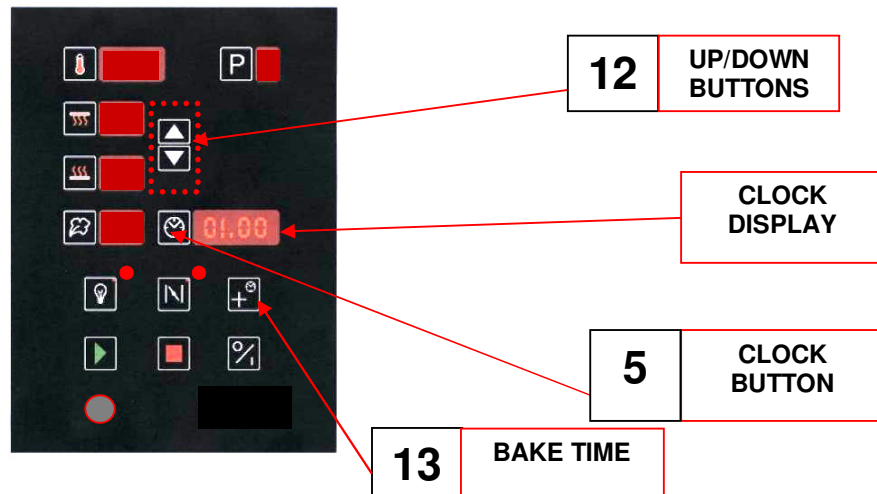 P
12
UP/DOWN
BUTTONS
CLOCK
DISPLAY
01.00
5
CLOCK
BUTTON
13
BAKE TIME